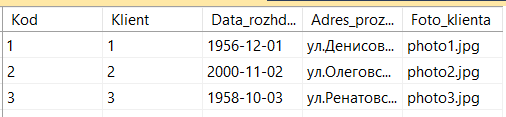 Kod Klient Data_rozhd... Adres_proz... Foto_klienta
1 1 1956-12-01 ул.Денисов... photo1.jpg
2 2 2000-11-02 ул.Олеговс... photo2.jpg
3 3 1958-10-03 ул.Ренатовс... photo3.jpg